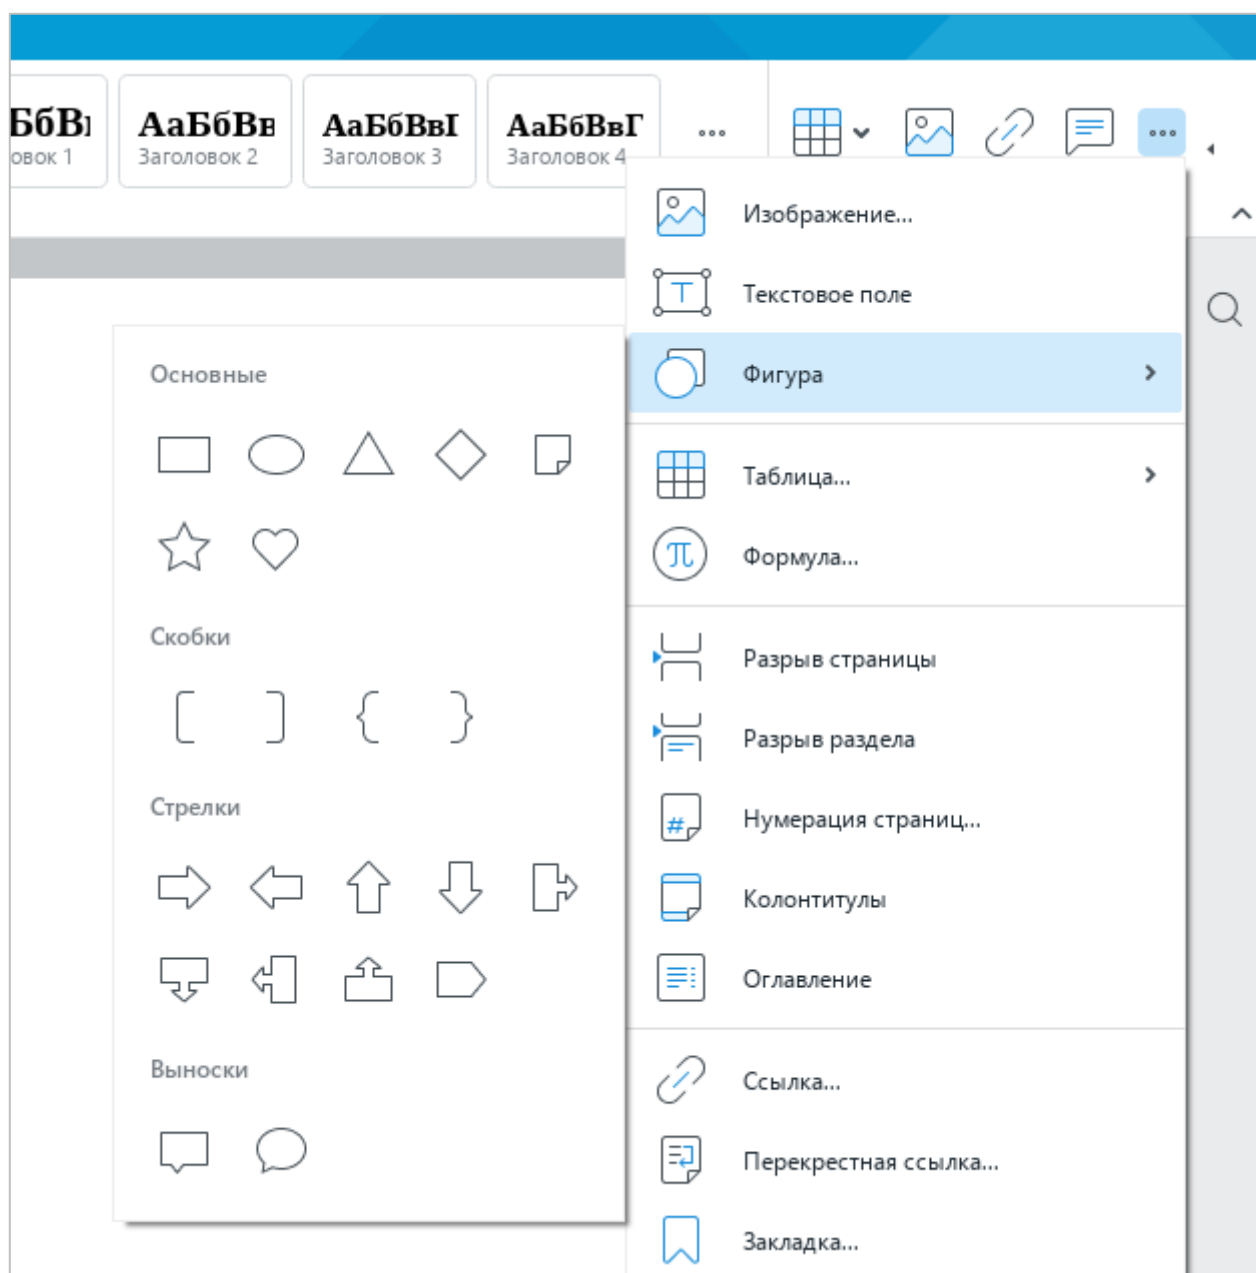 АаБбВв
Заголовок 2
АаБбВвГ
Заголовок 3
АаБбВвГ
Заголовок 4
Изображение...
Текстовое поле
Фигура
Таблица...
Формула...
Разрыв страницы
Разрыв раздела
Нумерация страниц...
Колонтитулы
Оглавление
Ссылка...
Перекрестная ссылка...
Закладка...
Основные
Скобки
Стрелки
Выноски